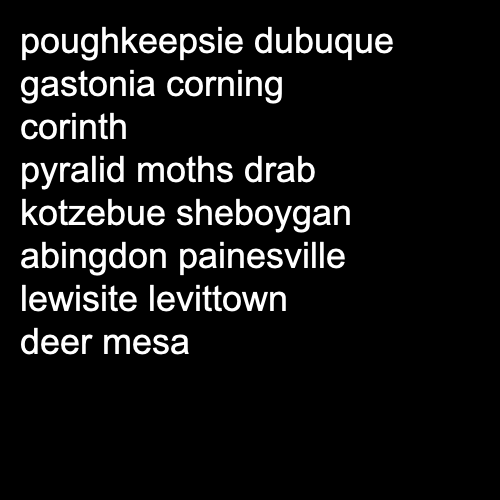 poughkeepsie dubuque
gastonia corning
corinth
pyralid moths drab
kotzebue sheboygan
abingdon painesville
lewisite levittown
deer mesa